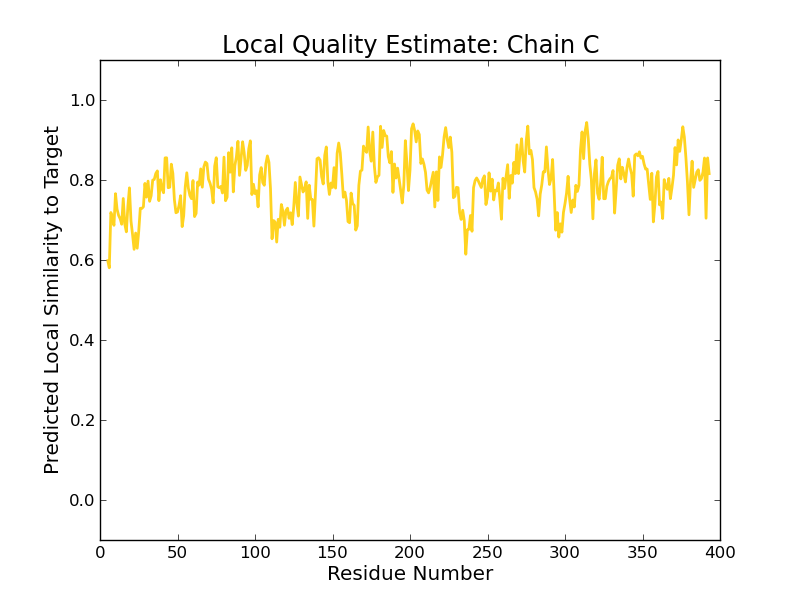 Local Quality Estimate: Chain C
Predicted Local Similarity to Target
1.0
0.8
0.6
0.4
0.2
0.0
0 50 100 150 200 250 300 350 400
Residue Number